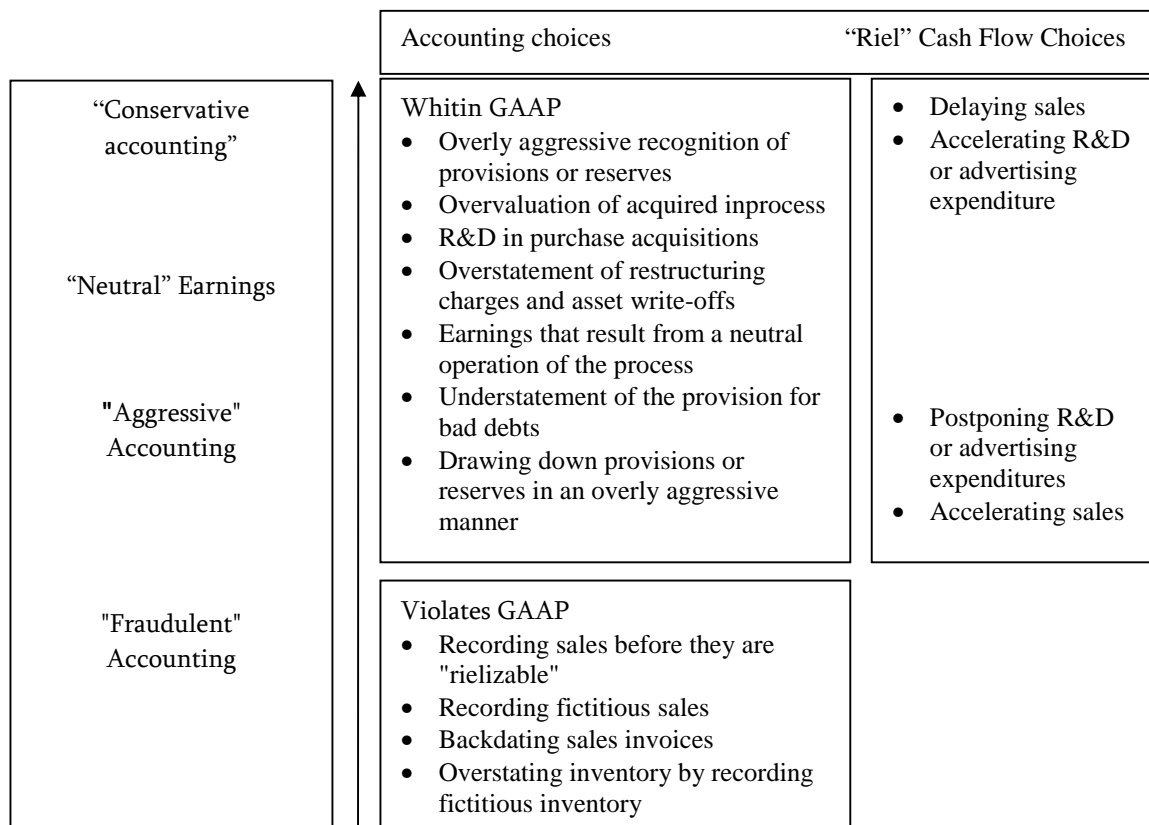 Accounting choices “Riel” Cash Flow Choices
“Conservative
accounting”
“Neutral” Earnings
"Aggressive"
Accounting
"Fraudulent"
Accounting
Whitin GAAP
• Overly aggressive recognition of
provisions or reserves
• Overvaluation of acquired inprocess
• R&D in purchase acquisitions
• Overstatement of restructuring
charges and asset write-offs
• Earnings that result from a neutral
operation of the process
• Understatement of the provision for
bad debts
• Drawing down provisions or
reserves in an overly aggressive
manner
• Delaying sales
• Accelerating R&D
or advertising
expenditure
• Postponing R&D
or advertising
expenditures
• Accelerating sales
Violates GAAP
• Recording sales before they are
"rielizable"
• Recording fictitious sales
• Backdating sales invoices
• Overstating inventory by recording
fictitious inventory